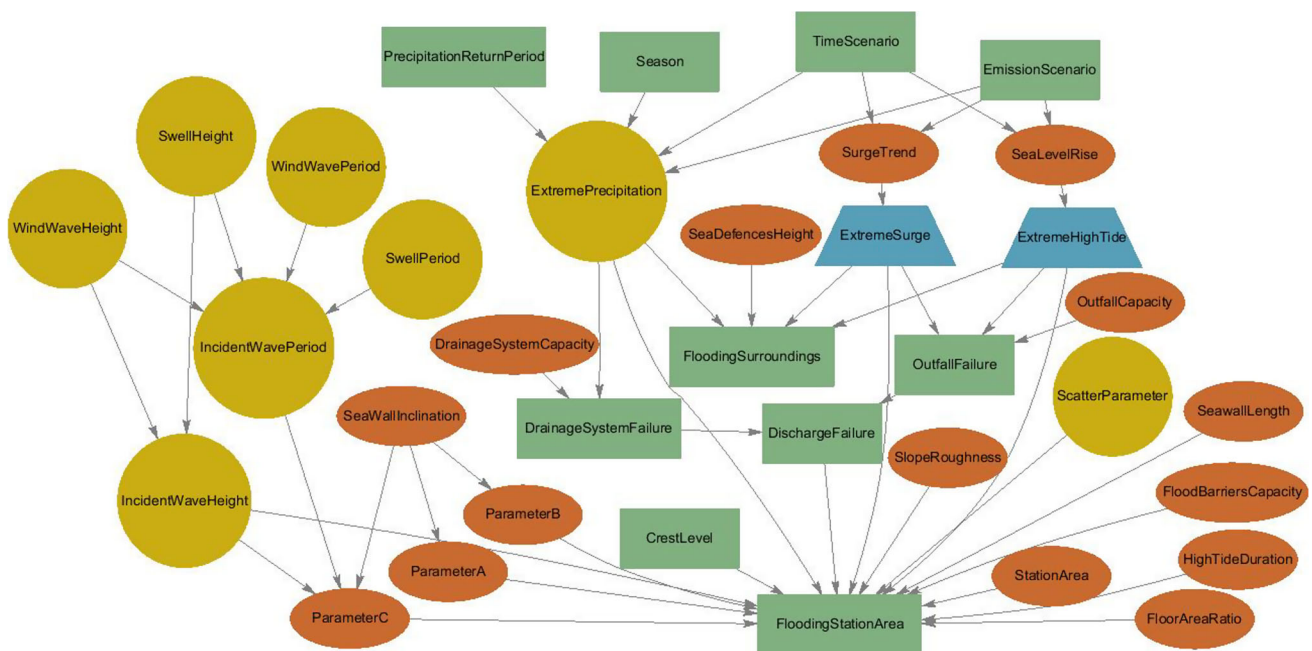 TimeScenario
PrecipitationReturnPeriod
Season
EmissionScenario
SwellHeight
WindWavePeriod
SurgeTrend
SeaLevelRise
ExtremePrecipitation
WindWaveHeight
SwellPeriod
SeaDefencesHeight
ExtremeSurge
ExtremeHighTide
OutfallCapacity
IncidentWavePeriod
DrainageSystemCapacity
FloodingSurroundings
OutfallFailure
ScatterParameter
SeaWallInclination
DrainageSystemFailure
DischargeFailure
SeawallLength
SlopeRoughness
IncidentWaveHeight
FloodBarriersCapacity
ParameterB
CrestLevel
ParameterA
StationArea
HighTideDuration
ParameterC
FloodingStationArea
FloorAreaRatio